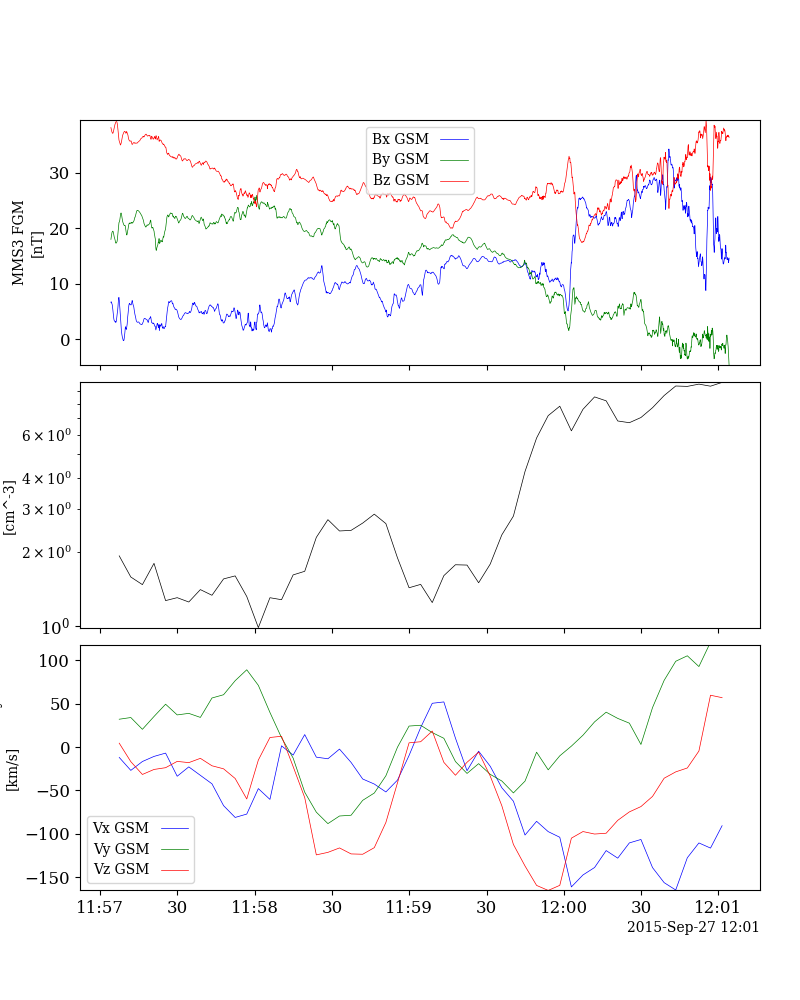 MMS3 FGM
[nT]
30
20
10
0
Bx GSM
By GSM
Bz GSM
[cm^-3]
6 × 10⁰
4 × 10⁰
3 × 10⁰
2 × 10⁰
10⁰
[km/s]
100
50
0
−50
−100
−150
Vx GSM
Vy GSM
Vz GSM
11:57 30 11:58 30 11:59 30 12:00 30 12:01
2015-Sep-27 12:01